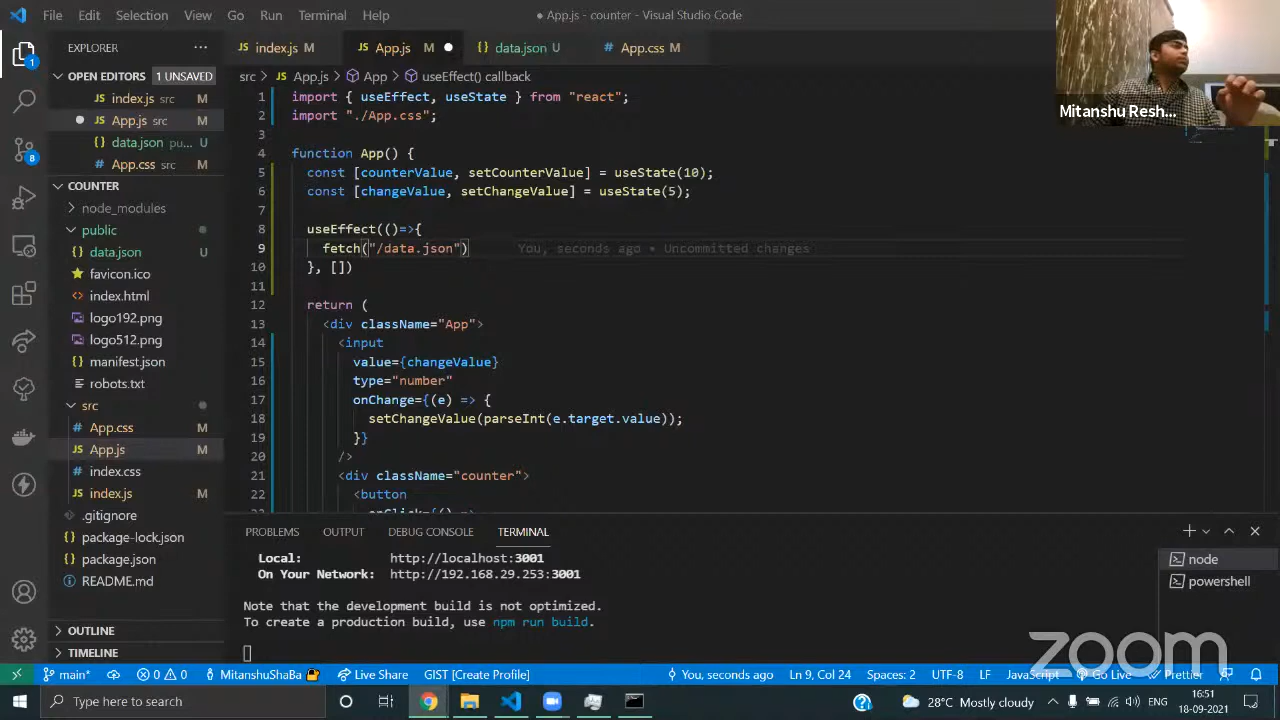 File Edit Selection View Go Run Terminal Help
● App.js - counter - Visual Studio Code
EXPLORER ···
OPEN EDITORS 1 UNSAVED
JS index.js src M
● JS App.js src M
{} data.json pu... U
# App.css src M
COUNTER
node_modules
public
{} data.json U
favicon.ico
<> index.html
logo192.png
logo512.png
{} manifest.json
robots.txt
src
# App.css M
JS App.js M
# index.css
JS index.js M
.gitignore
{} package-lock.json
{} package.json
README.md
OUTLINE
TIMELINE
1
8
JS index.js M JS App.js M ● {} data.json U # App.css M
src > JS App.js > App > useEffect() callback
1 import { useEffect, useState } from "react";
2 import "./App.css";
3
4 function App() {
5 const [counterValue, setCounterValue] = useState(10);
6 const [changeValue, setChangeValue] = useState(5);
7
8 useEffect(()=>{
9 fetch("/data.json") You, seconds ago • Uncommitted changes
10 }, [])
11
12 return (
13 <div className="App">
14 <input
15 value={changeValue}
16 type="number"
17 onChange={(e) => {
18 setChangeValue(parseInt(e.target.value));
19 }}
20 />
21 <div className="counter">
22 <button
Mitanshu Resh...
PROBLEMS OUTPUT DEBUG CONSOLE TERMINAL
Local: http://localhost:3001
On Your Network: http://192.168.29.253:3001
Note that the development build is not optimized.
To create a production build, use npm run build.
node
powershell
zoom
main* 0 0 MitanshuShaBa Live Share GIST [Create Profile] You, seconds ago Ln 9, Col 24 Spaces: 2 UTF-8 LF JavaScript Go Live Prettier
Type here to search
28°C Mostly cloudy ENG
16:51
18-09-2021